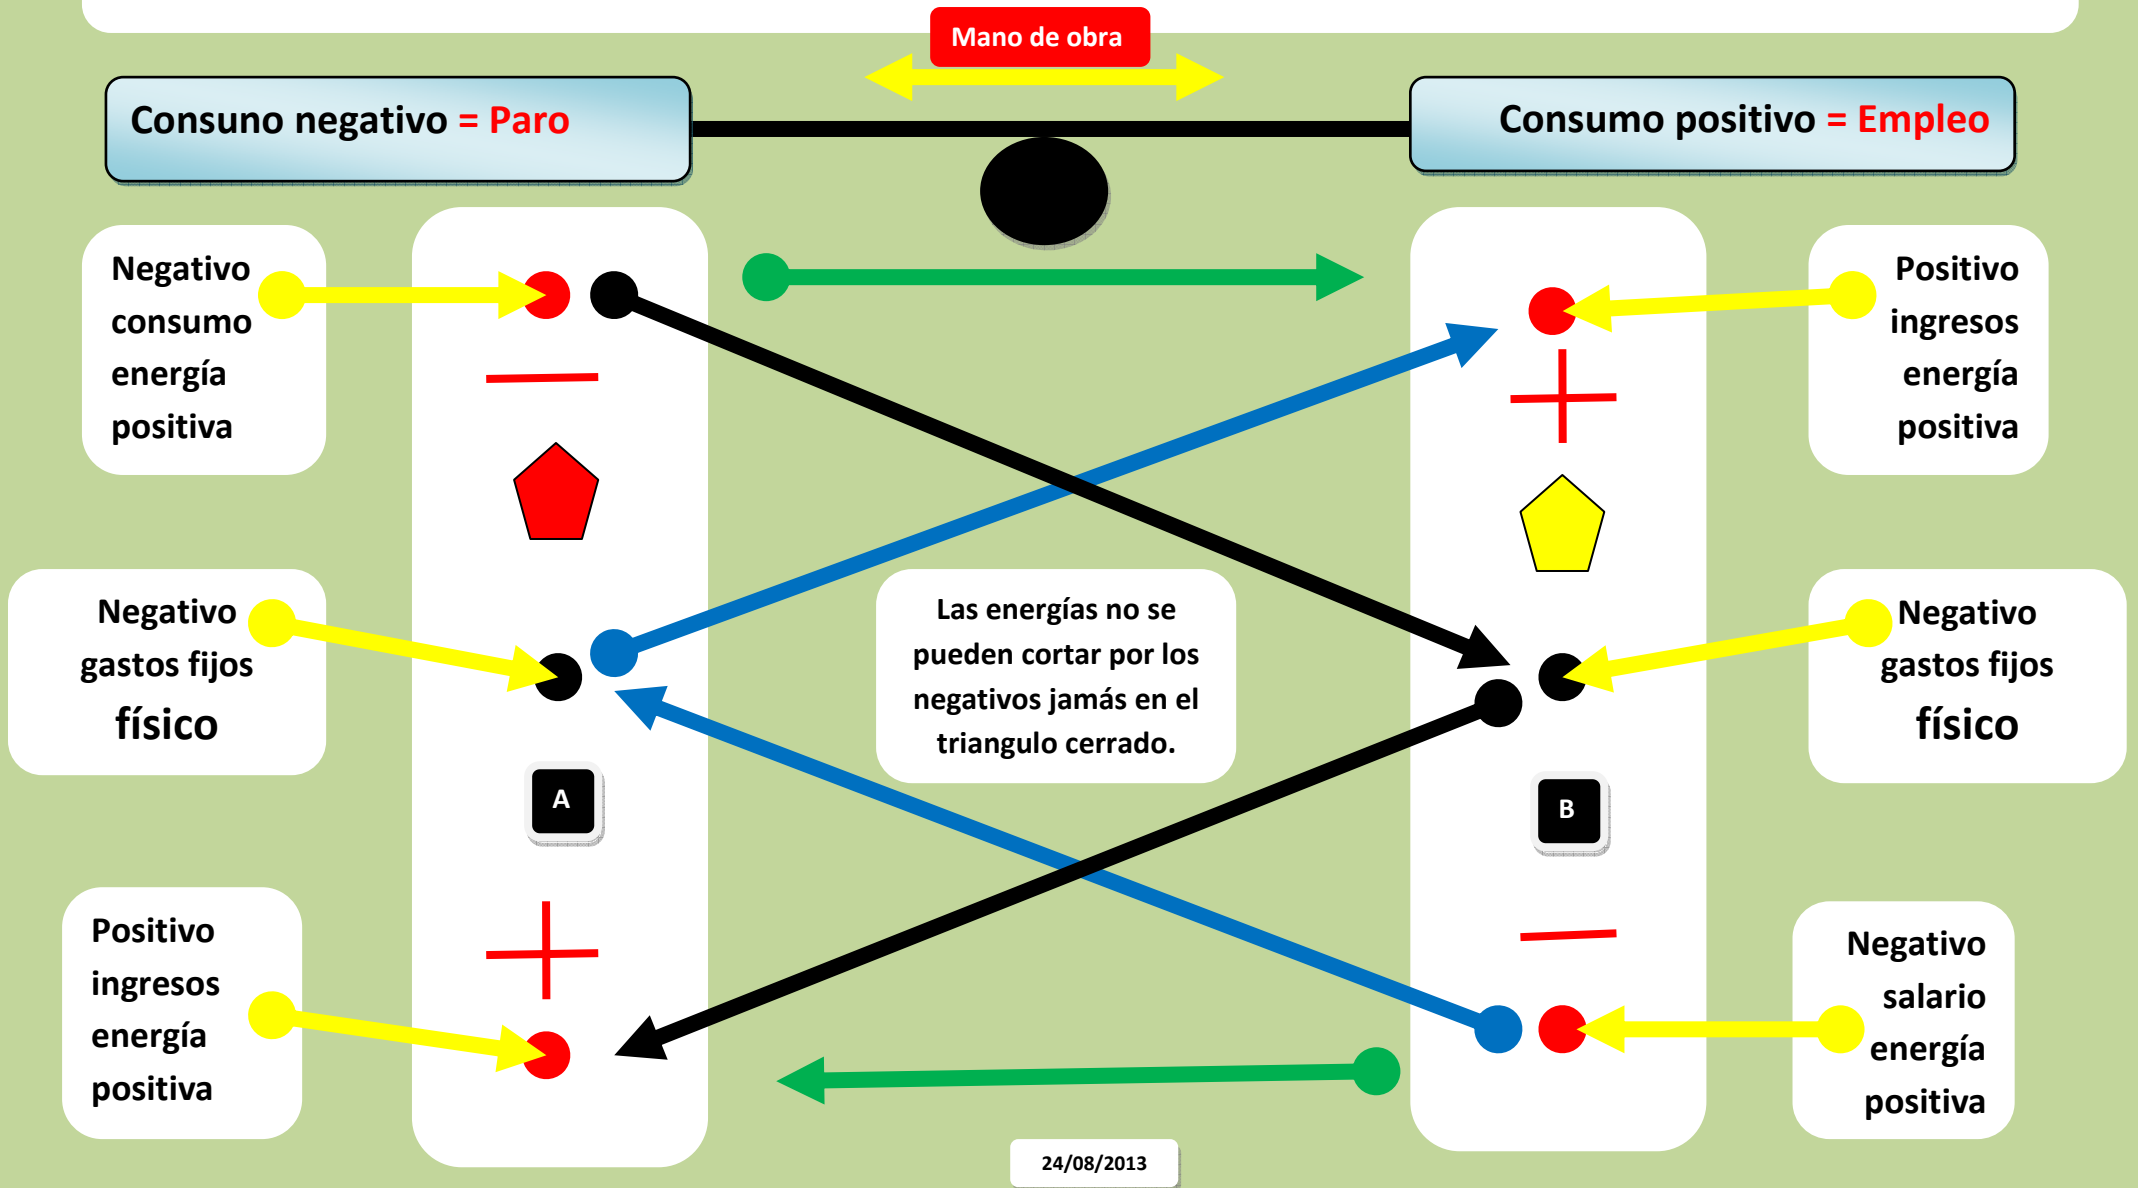 Mano de obra
Consuno negativo = Paro
Consumo positivo = Empleo
Negativo
consumo
energía
positiva
Positivo
ingresos
energía
positiva
Negativo
gastos fijos
físico
Las energías no se
pueden cortar por los
negativos jamás en el
triangulo cerrado.
Negativo
gastos fijos
físico
A
B
Positivo
ingresos
energía
positiva
Negativo
salario
energía
positiva
24/08/2013